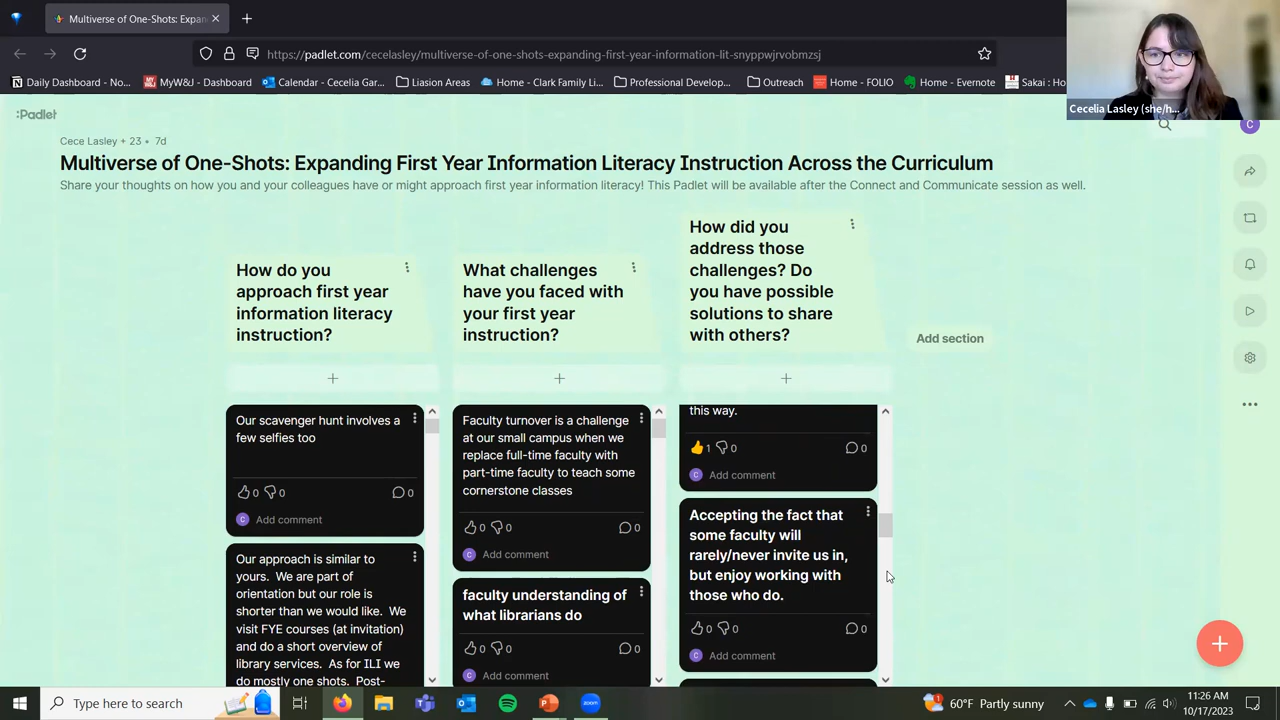 Multiverse of One-Shots: Expan
https://padlet.com/cecelasley/multiverse-of-one-shots-expanding-first-year-information-lit-snyppwjrvobmzsj
Daily Dashboard - No...
MyW&J - Dashboard
Calendar - Cecelia Gar...
Liasion Area
Home - Clark Family Li...
Professional Develop...
Outreach
Home - FOLIO
Home - Evernote
Sakai : Ho
Cecelia Lasley (she/h...
:Padlet
C
Cece Lasley + 23 • 7d
Multiverse of One-Shots: Expanding First Year Information Literacy Instruction Across the Curriculum
Share your thoughts on how you and your colleagues have or might approach first year information literacy! This Padlet will be available after the Connect and Communicate session as well.
How do you
approach first year
information literacy
instruction?
Our scavenger hunt involves a
few selfies too
0 0 0
C Add comment
Our approach is similar to
yours. We are part of
orientation but our role is
shorter than we would like. We
visit FYE courses (at invitation)
and do a short overview of
library services. As for ILI we
do mostly one shots. Post-
What challenges
have you faced with
your first year
instruction?
Faculty turnover is a challenge
at our small campus when we
replace full-time faculty with
part-time faculty to teach some
cornerstone classes
0 0 0
C Add comment
faculty understanding of
what librarians do
0 0 0
C Add comment
How did you
address those
challenges? Do
you have possible
solutions to share
with others?
this way.
1 0 0
C Add comment
Accepting the fact that
some faculty will
rarely/never invite us in,
but enjoy working with
those who do.
0 0 0
C Add comment
Add section
Type here to search
zoom
1
60°F Partly sunny
11:26 AM
10/17/2023